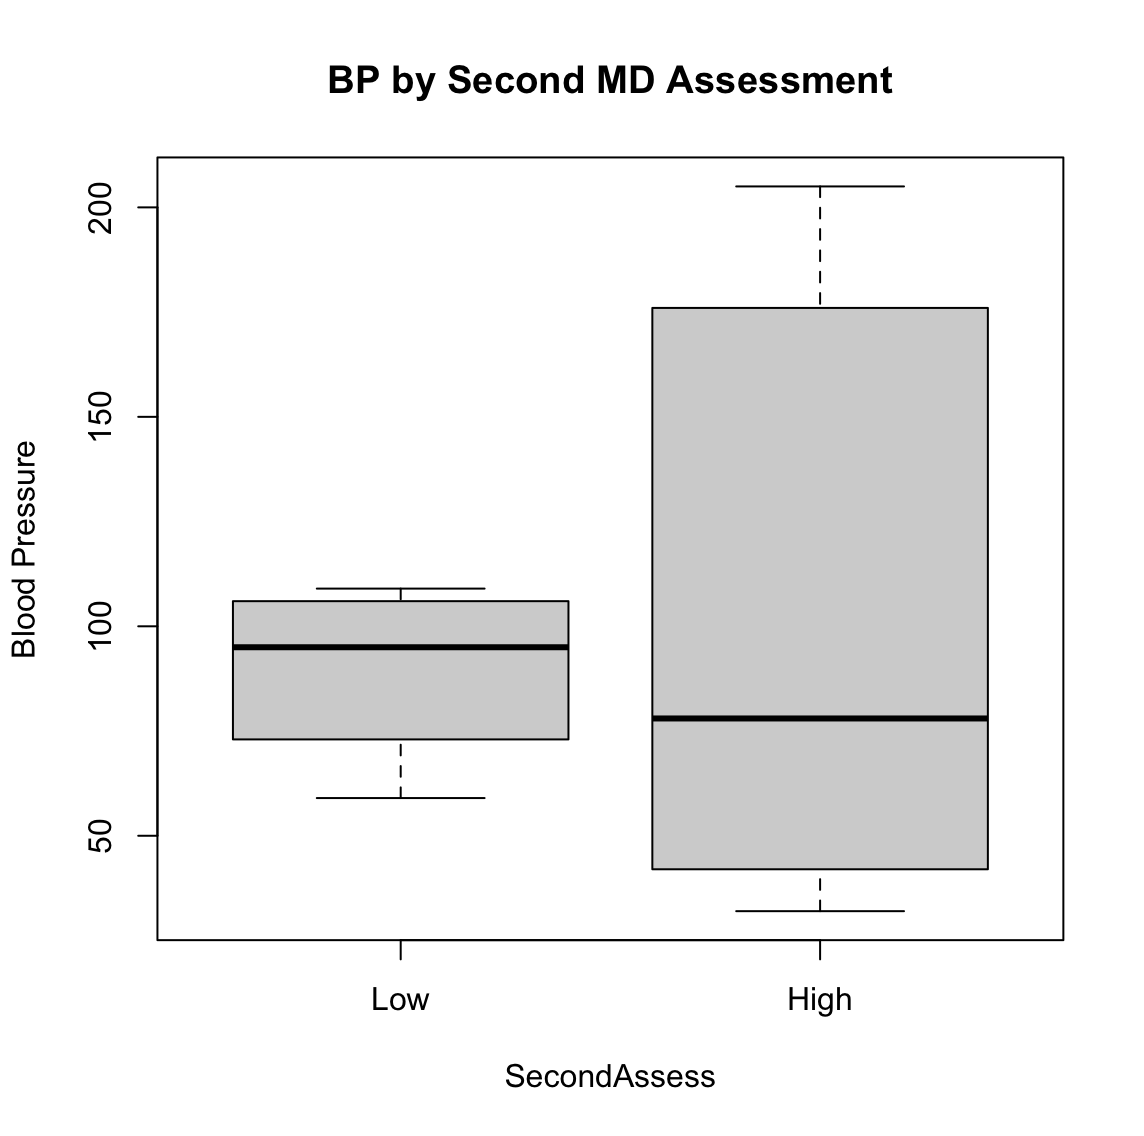 BP by Second MD Assessment
Blood Pressure
200
150
100
50
Low High
SecondAssess